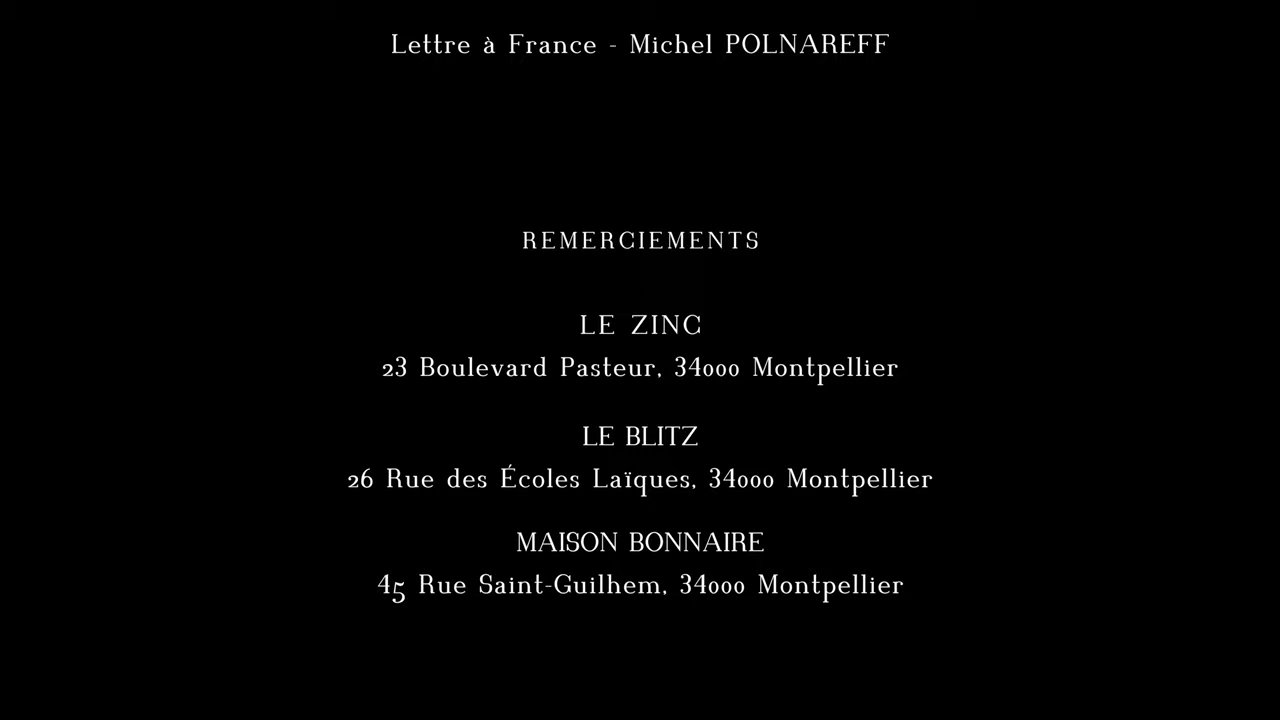 Lettre à France - Michel POLNAREFF
REMERCIEMENTS
LE ZINC
23 Boulevard Pasteur, 34000 Montpellier
LE BLITZ
26 Rue des Écoles Laïques, 34000 Montpellier
MAISON BONNAIRE
45 Rue Saint-Guilhem, 34000 Montpellier